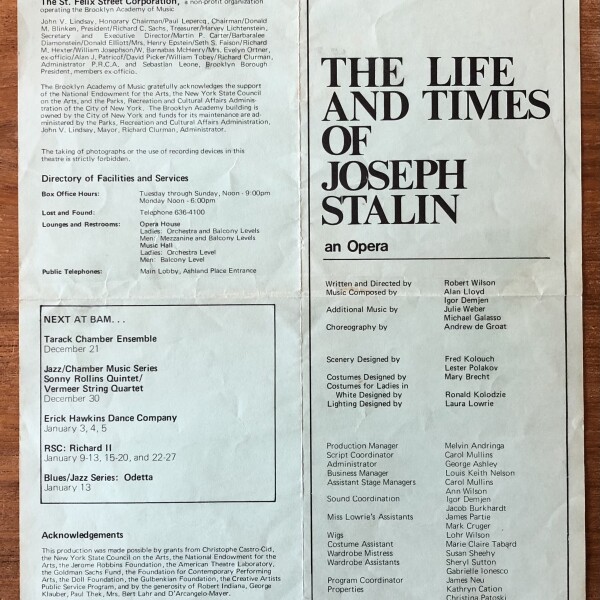 The St. Felix Street Corporation, a non profit organization
operating the Brooklyn Academy of Music
John V. Lindsay, Honorary Chairman/Paul Lepercq, Chairman/Donald
M. Blinken, President/Richard C. Sachs, Treasurer/Harvey Lichtenstein,
Secretary and Executive Director/Martin P. Carter/Barbaralee
Diamonstein/Donald Elliott/Mrs. Henry Epstein/Seth S. Faison/Richard
M. Hexter/William Josephson/W. Barnabas McHenry/Mrs. Evelyn Ortner,
ex officio/Alan J. Patricof/David Picker/William Tobey/Richard Clurman,
Administrator P.R.C.A. and Sebastian Leone, Brooklyn Borough
President, members ex-officio.
The Brooklyn Academy of Music gratefully acknowledges the support
of the National Endowment for the Arts, the New York State Council
on the Arts, and the Parks, Recreation and Cultural Affairs Adminis-
tration of the City of New York. The Brooklyn Academy building is
owned by the City of New York and funds for its maintenance are ad-
ministered by the Parks, Recreation and Cultural Affairs Administration,
John V. Lindsay, Mayor, Richard Clurman, Administrator.
The taking of photographs or the use of recording devices in this
theatre is strictly forbidden.
Directory of Facilities and Services
Box Office Hours: Tuesday through Sunday, Noon - 9:00pm
Monday Noon - 6:00pm
Lost and Found: Telephone 636-4100
Lounges and Restrooms: Opera House
Ladies: Orchestra and Balcony Levels
Men: Mezzanine and Balcony Levels
Music Hall
Ladies: Orchestra Level
Men: Balcony Level
Public Telephones: Main Lobby, Ashland Place Entrance
NEXT AT BAM...
Tarack Chamber Ensemble
December 21
Jazz/Chamber Music Series
Sonny Rollins Quintet/
Vermeer String Quartet
December 30
Erick Hawkins Dance Company
January 3, 4, 5
RSC: Richard II
January 9-13, 15-20, and 22-27
Blues/Jazz Series: Odetta
January 13
Acknowledgements
This production was made possible by grants from Christophe Castro-Cid,
the New York State Council on the Arts, the National Endowment for the
Arts, the Jerome Robbins Foundation, the American Theatre Laboratory,
the Goldman Sachs Fund, the Foundation for Contemporary Performing
Arts, the Doll Foundation, the Gulbenkian Foundation, the Creative Artists
Public Service Program, and by the generosity of Robert Indiana, George
Klauber, Paul Thek, Mrs. Bert Lahr and D'Arcangelo-Mayer.
THE LIFE
AND TIMES
OF
JOSEPH
STALIN
an Opera
Written and Directed by Robert Wilson
Music Composed by Alan Lloyd
Igor Demjen
Additional Music by Julie Weber
Michael Galasso
Choreography by Andrew de Groat
Scenery Designed by Fred Kolouch
Lester Polakov
Costumes Designed by Mary Brecht
Costumes for Ladies in
White Designed by Ronald Kolodzie
Lighting Designed by Laura Lowrie
Production Manager Melvin Andringa
Script Coordinator Carol Mullins
Administrator George Ashley
Business Manager Louis Keith Nelson
Assistant Stage Managers Carol Mullins
Ann Wilson
Sound Coordination Igor Demjen
Jacob Burkhardt
Miss Lowrie's Assistants James Partie
Mark Cruger
Wigs Lohr Wilson
Costume Assistant Marie Claire Tabard
Wardrobe Mistress Susan Sheehy
Wardrobe Assistants Sheryl Sutton
Gabrielle Ionesco
Program Coordinator James Neu
Properties Kathryn Cation
Christina Patoski